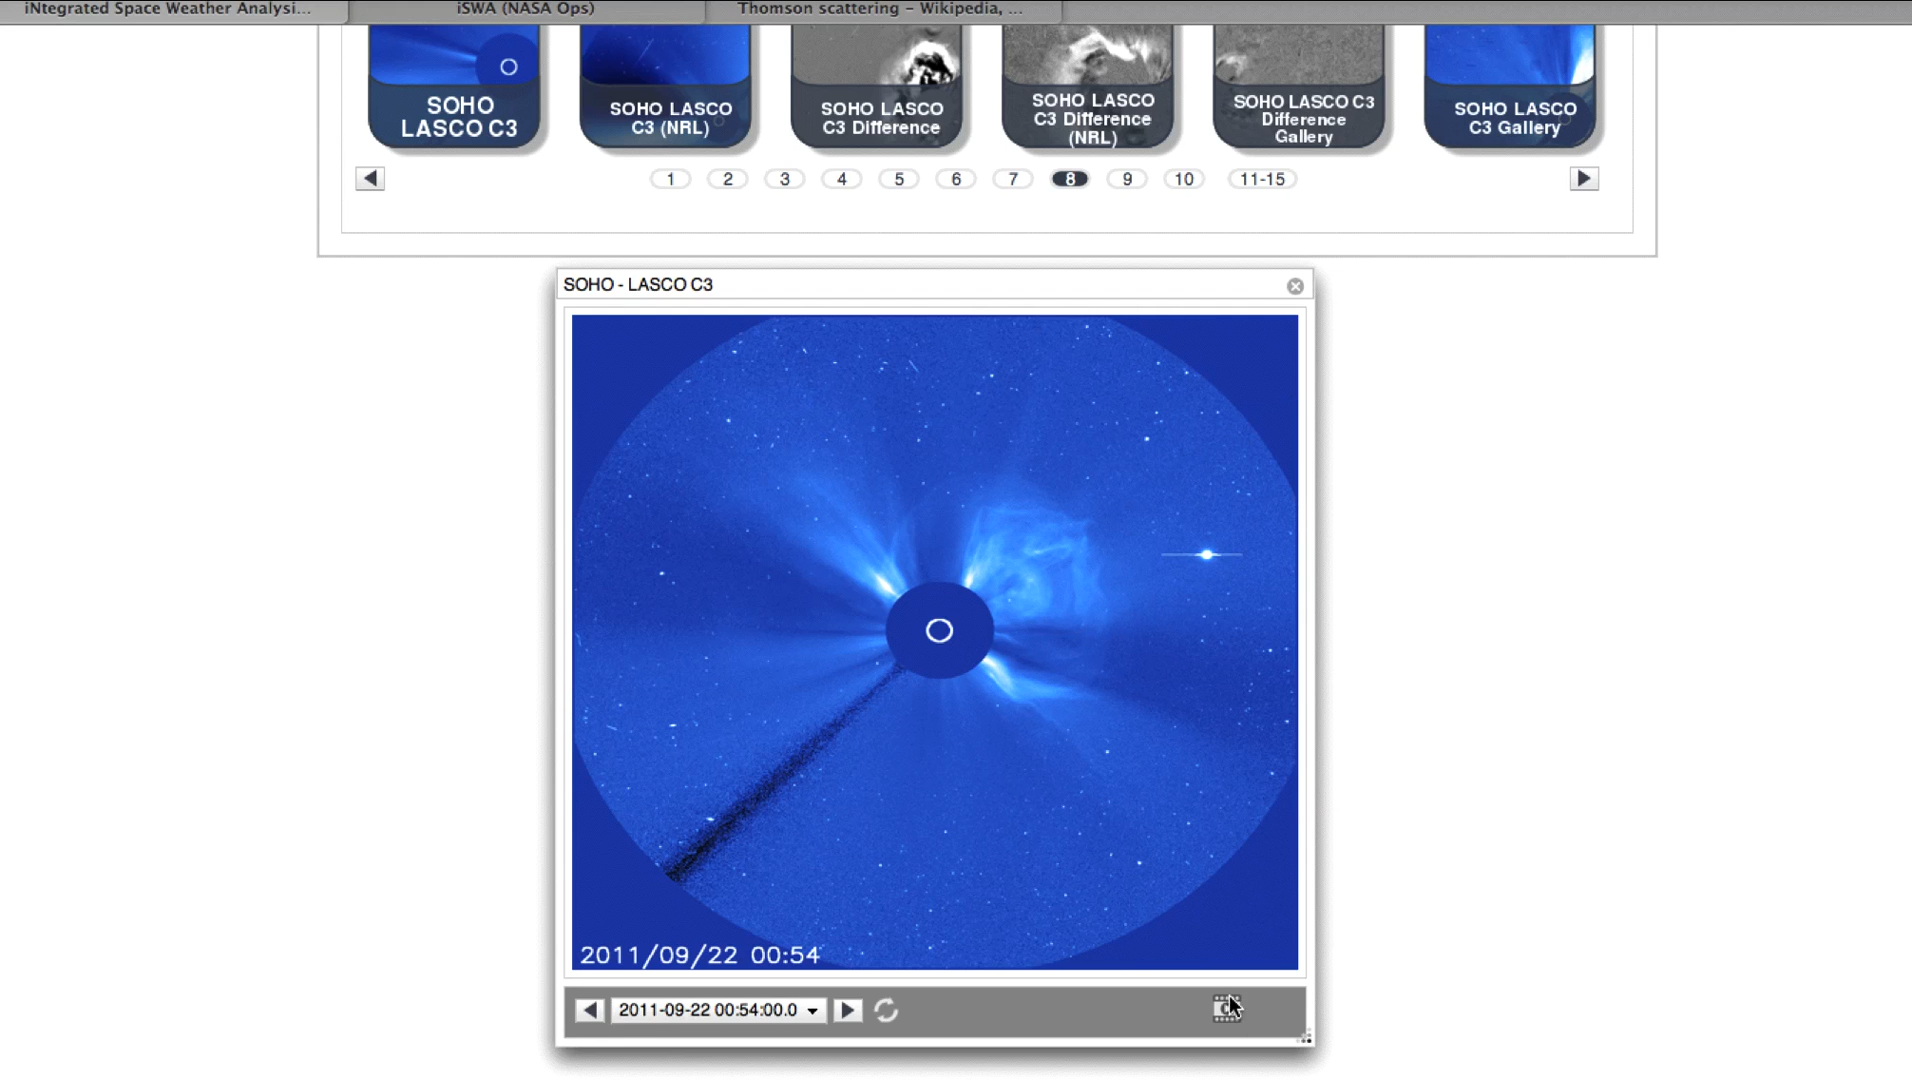 iNtegrated Space Weather Analysi...
iSWA (NASA Ops)
Thomson scattering – Wikipedia, ...
SOHO
LASCO C3
SOHO LASCO
C3 (NRL)
SOHO LASCO
C3 Difference
SOHO LASCO
C3 Difference
(NRL)
SOHO LASCO C3
Difference
Gallery
SOHO LASCO
C3 Gallery
1 2 3 4 5 6 7 8 9 10 11-15
SOHO - LASCO C3
2011/09/22 00:54
2011-09-22 00:54:00.0